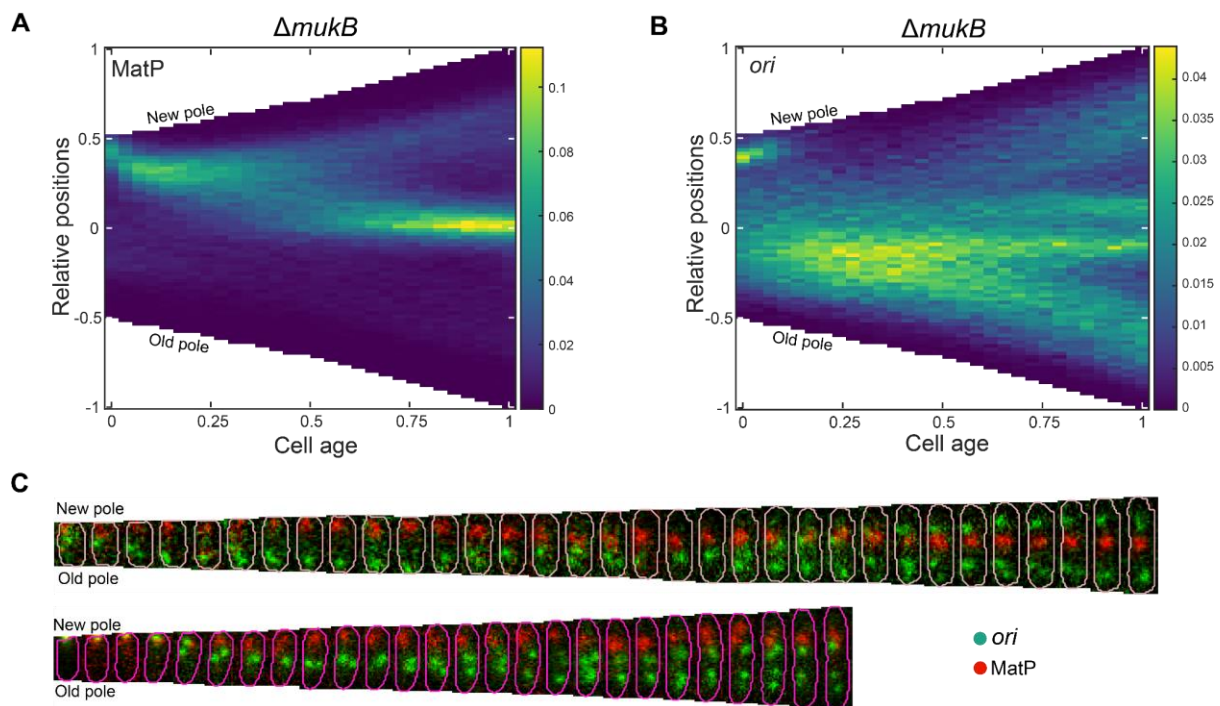 A
ΔmukB
MatP
New pole
Old pole
Relative positions
1
0.5
0
-0.5
-1
0
0.25
0.5
0.75
1
Cell age
0.1
0.08
0.06
0.04
0.02
0
B
ΔmukB
ori
New pole
Old pole
Relative positions
1
0.5
0
-0.5
-1
0
0.25
0.5
0.75
1
Cell age
0.04
0.035
0.03
0.025
0.02
0.015
0.01
0.005
0
C
New pole
Old pole
New pole
Old pole
ori
MatP